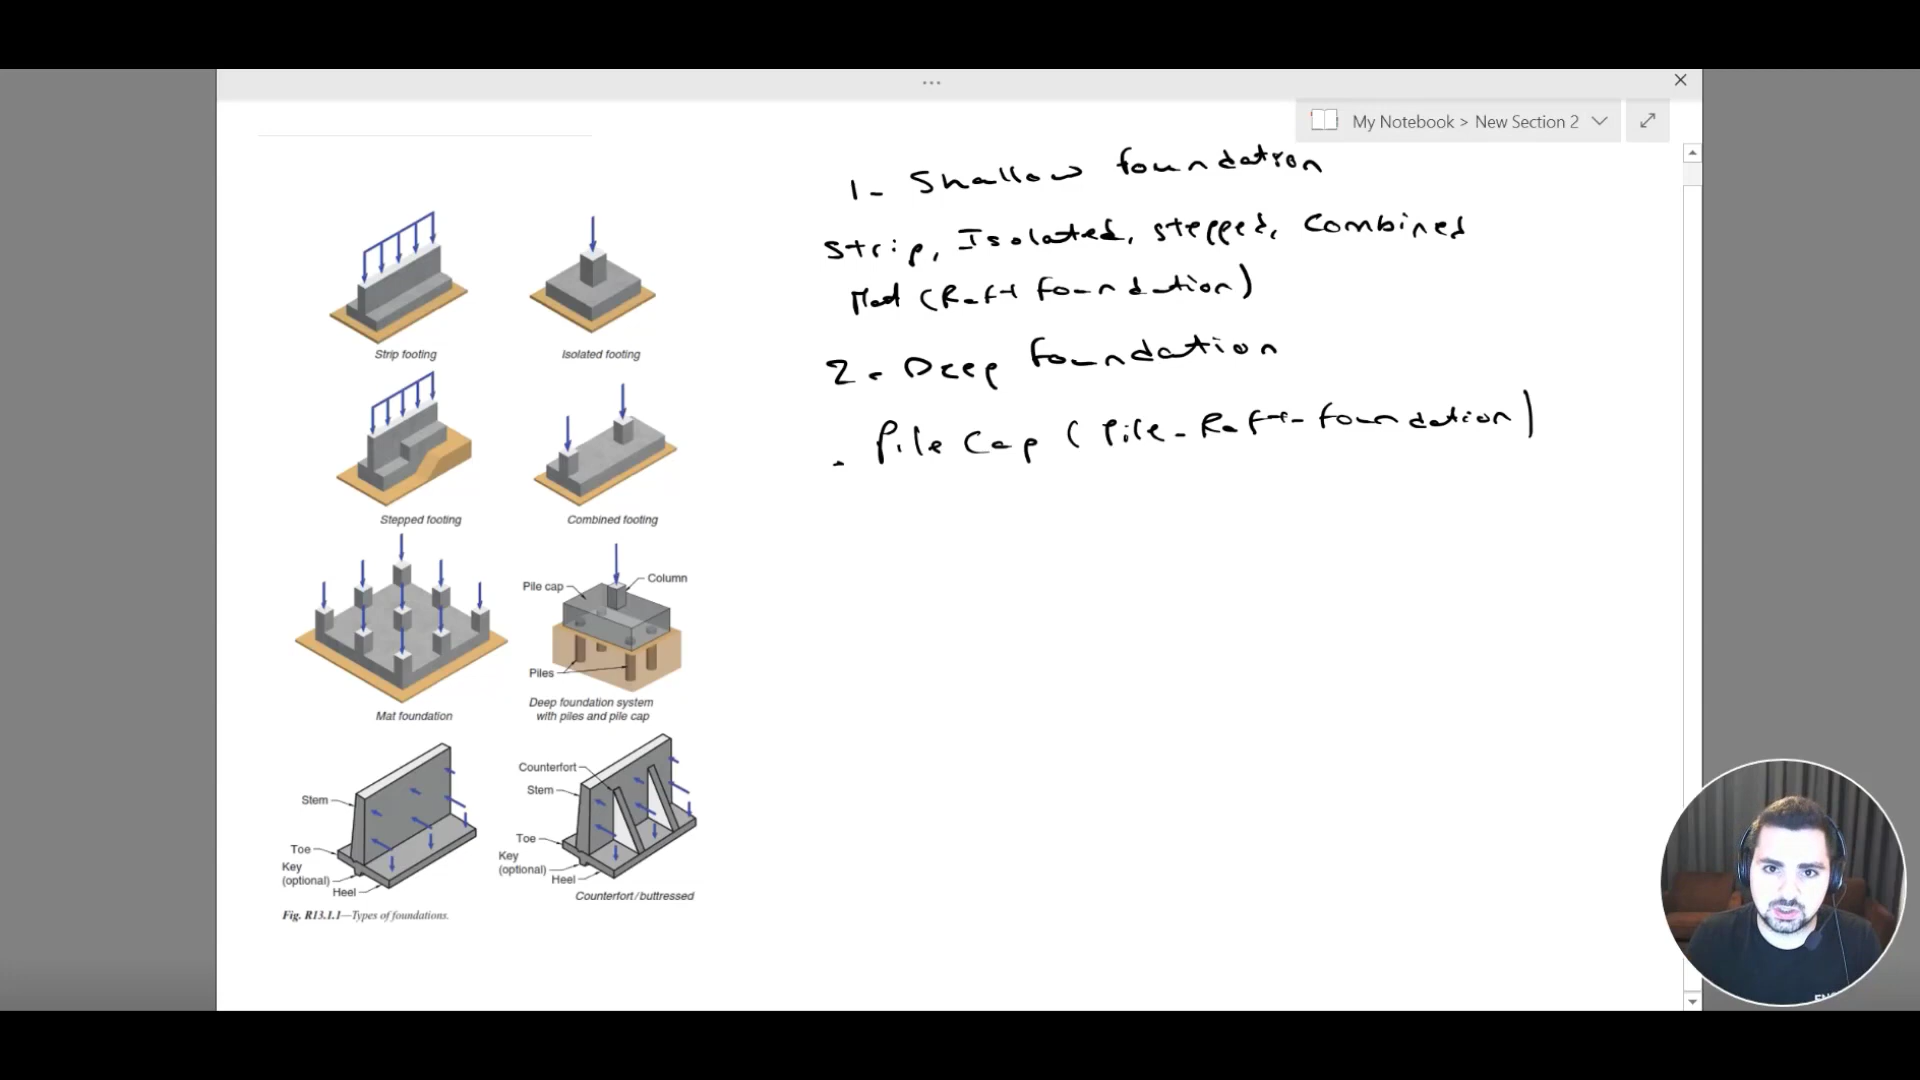 My Notebook > New Section 2
1- Shallow foundation
Strip, Isolated, stepped, Combined
Mat (Raft foundation)
2- Deep foundation
. Pile Cap (Pile-Raft-foundation)
Strip footing
Isolated footing
Stepped footing
Combined footing
Mat foundation
Pile cap
Column
Piles
Deep foundation system
with piles and pile cap
Stem
Toe
Key
(optional)
Heel
Counterfort
Stem
Toe
Key
(optional)
Heel
Counterfort/buttressed
Fig. R13.1.1—Types of foundations.